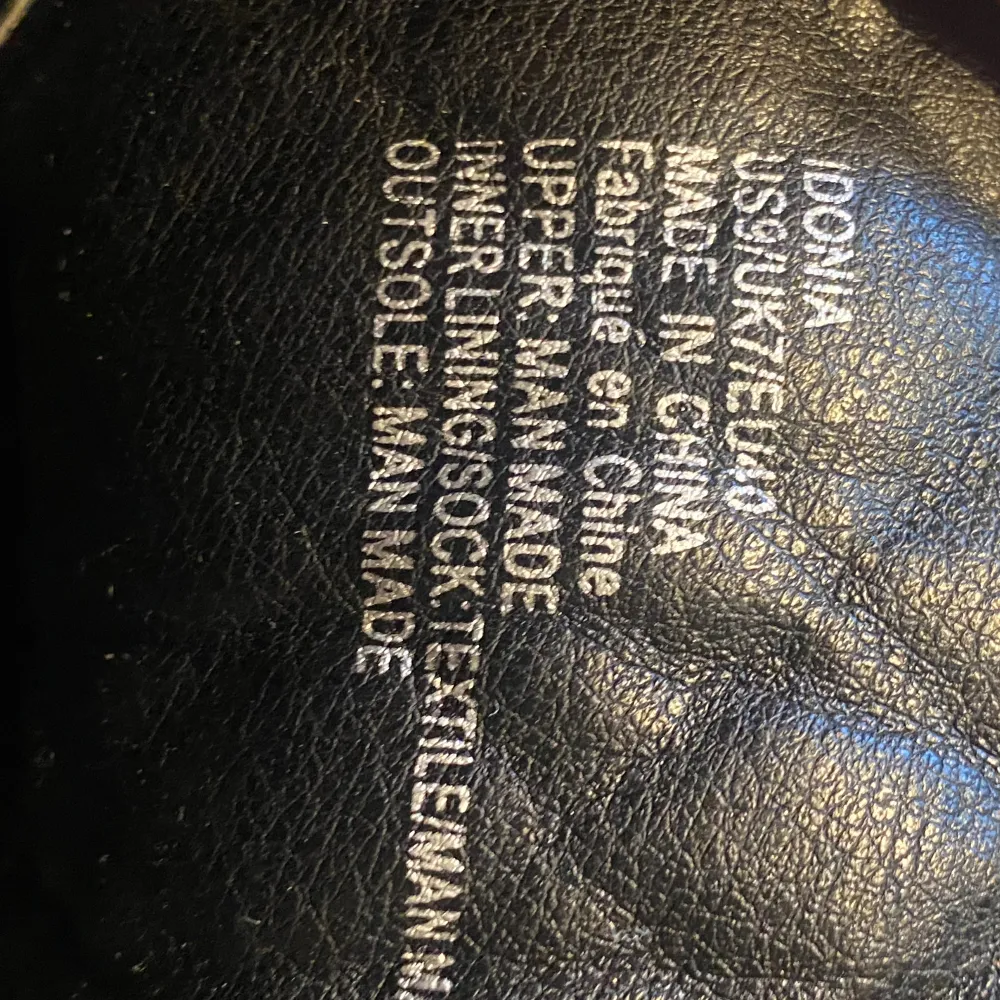 IDONIA
US9/UK7/EU40
MADE IN CHINA
Fabriqué en Chine
UPPER: MAN MADE
INNER LINING/SOCK: TEXTILE/MAN M
OUTSOLE: MAN MADE